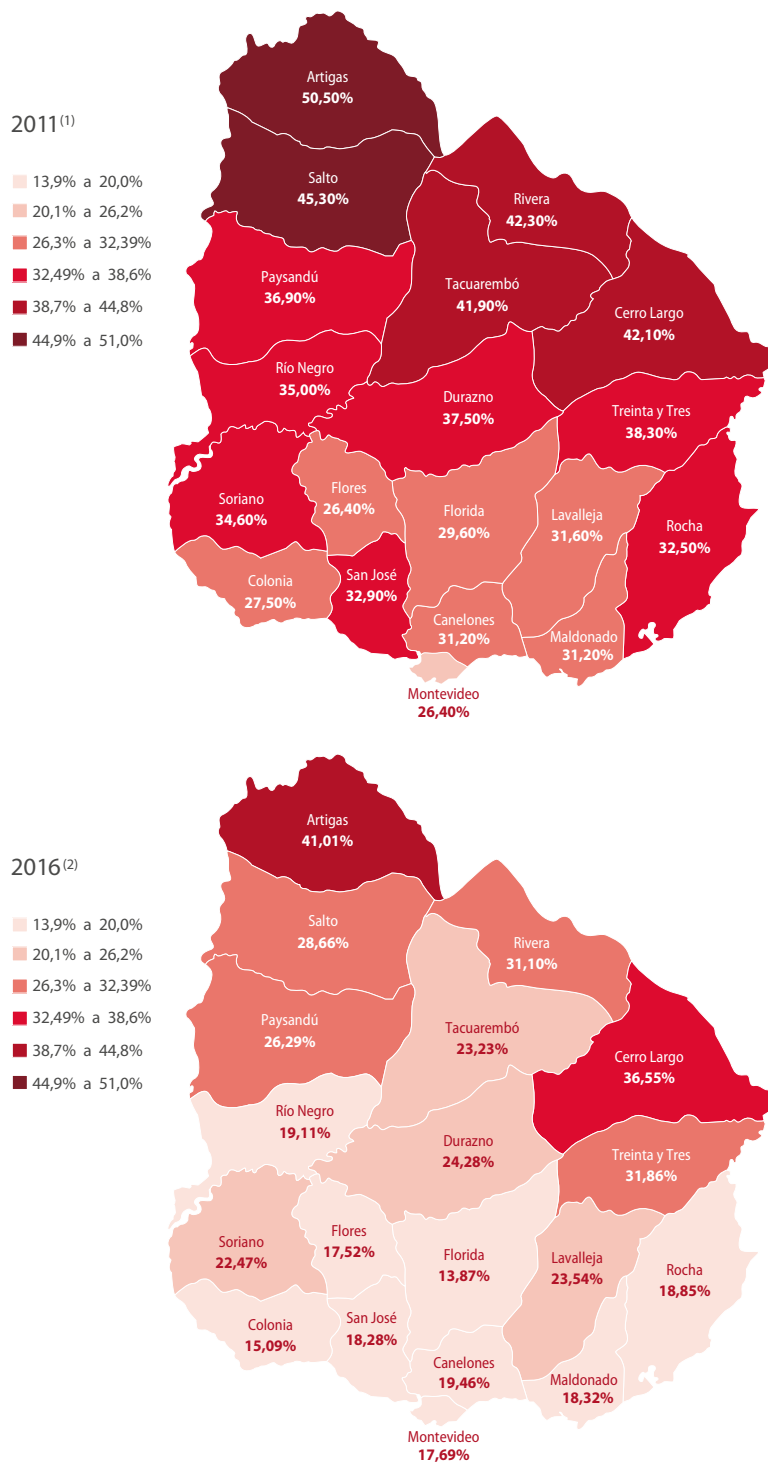 Artigas
50,50%
2011(1)
13,9% a 20,0%
20,1% a 26,2%
26,3% a 32,39%
32,49% a 38,6%
38,7% a 44,8%
44,9% a 51,0%
Salto
45,30%
Rivera
42,30%
Paysandú
36,90%
Tacuarembó
41,90%
Cerro Largo
42,10%
Río Negro
35,00%
Durazno
37,50%
Treinta y Tres
38,30%
Soriano
34,60%
Flores
26,40%
Florida
29,60%
Lavalleja
31,60%
Rocha
32,50%
Colonia
27,50%
San José
32,90%
Canelones
31,20%
Maldonado
31,20%
Montevideo
26,40%
Artigas
41,01%
2016(2)
13,9% a 20,0%
20,1% a 26,2%
26,3% a 32,39%
32,49% a 38,6%
38,7% a 44,8%
44,9% a 51,0%
Salto
28,66%
Rivera
31,10%
Paysandú
26,29%
Tacuarembó
23,23%
Cerro Largo
36,55%
Río Negro
19,11%
Durazno
24,28%
Treinta y Tres
31,86%
Soriano
22,47%
Flores
17,52%
Florida
13,87%
Lavalleja
23,54%
Rocha
18,85%
Colonia
15,09%
San José
18,28%
Canelones
19,46%
Maldonado
18,32%
Montevideo
17,69%